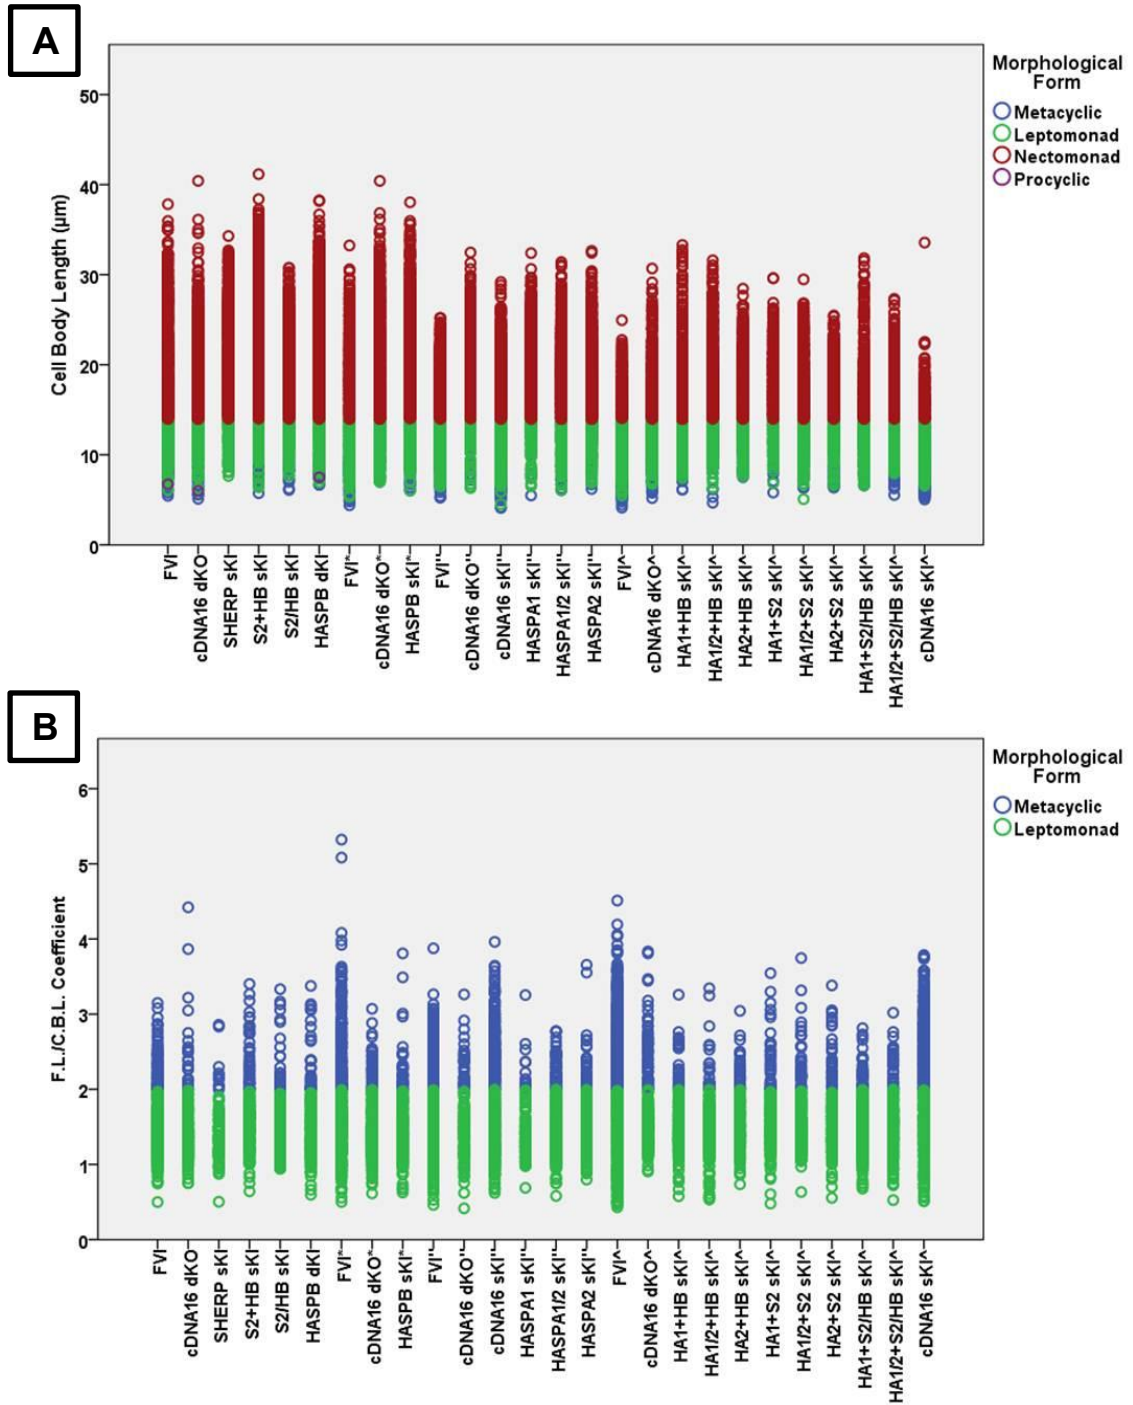 A
Morphological
Form
Metacyclic
Leptomonad
Nectomonad
Procyclic
Cell Body Length (µm)
50
40
30
20
10
0
FVI
cDNA16 dKO
SHERP sKI
S2+HB sKI
S2/HB sKI
HASPB dKI
FVI*
cDNA16 dKO*
HASPB sKI*
FVI"
cDNA16 dKO"
cDNA16 sKI"
HASPA1 sKI"
HASPA1/2 sKI"
HASPA2 sKI"
FVI^
cDNA16 dKO^
HA1+HB sKI^
HA1/2+HB sKI^
HA2+HB sKI^
HA1+S2 sKI^
HA1/2+S2 sKI^
HA2+S2 sKI^
HA1+S2/HB sKI^
HA1/2+S2/HB sKI^
cDNA16 sKI^
B
Morphological
Form
Metacyclic
Leptomonad
F.L./C.B.L. Coefficient
6
5
4
3
2
1
0
FVI
cDNA16 dKO
SHERP sKI
S2+HB sKI
S2/HB sKI
HASPB dKI
FVI*
cDNA16 dKO*
HASPB sKI*
FVI"
cDNA16 dKO"
cDNA16 sKI"
HASPA1 sKI"
HASPA1/2 sKI"
HASPA2 sKI"
FVI^
cDNA16 dKO^
HA1+HB sKI^
HA1/2+HB sKI^
HA2+HB sKI^
HA1+S2 sKI^
HA1/2+S2 sKI^
HA2+S2 sKI^
HA1+S2/HB sKI^
HA1/2+S2/HB sKI^
cDNA16 sKI^